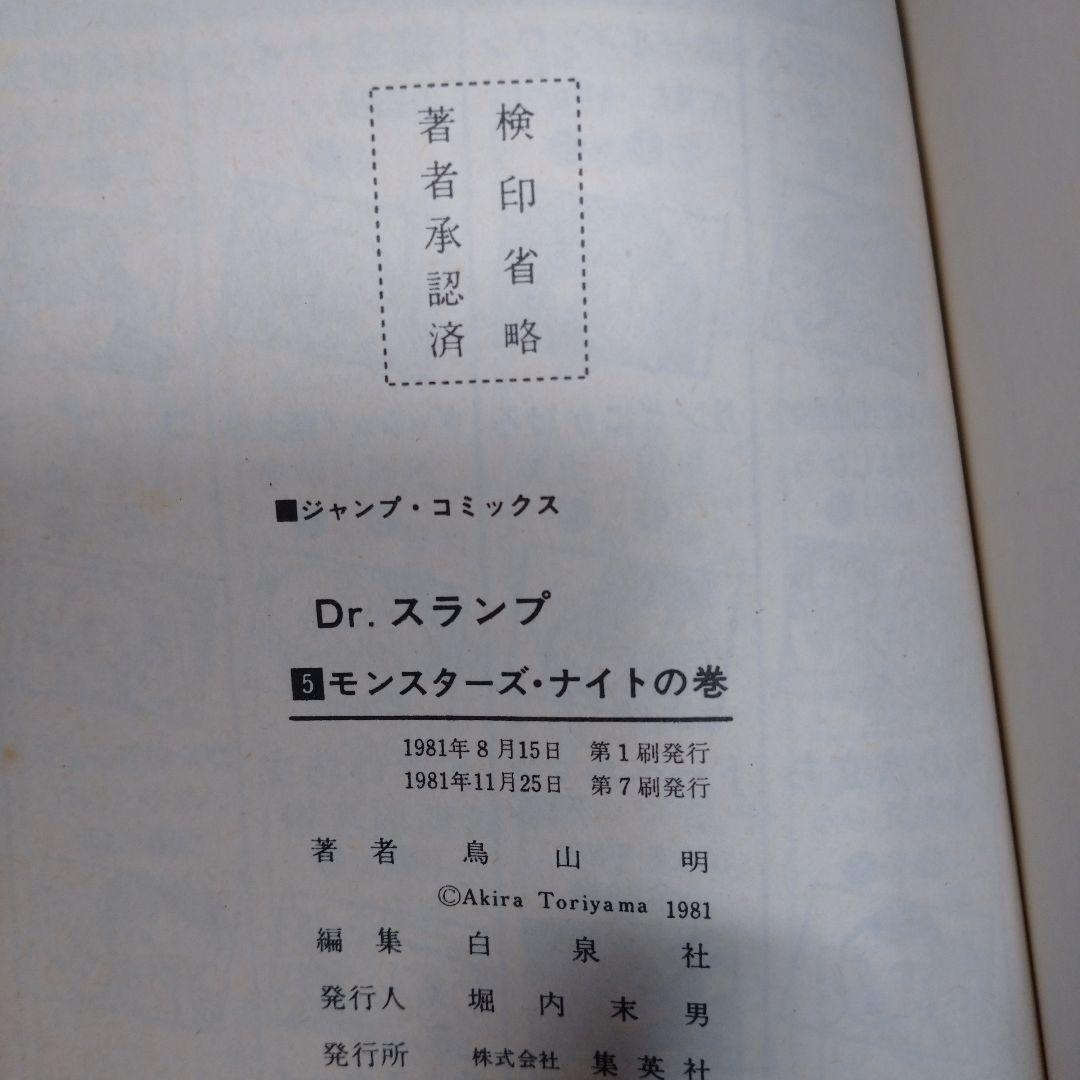 検印省略
著者承認済
■ジャンプ・コミックス
Dr.スランプ
5モンスターズ・ナイトの巻
1981年8月15日 第1刷発行
1981年11月25日 第7刷発行
著者 鳥山明
©Akira Toriyama 1981
編集 白泉社
発行人 堀内末男
発行所 株式会社 集英社